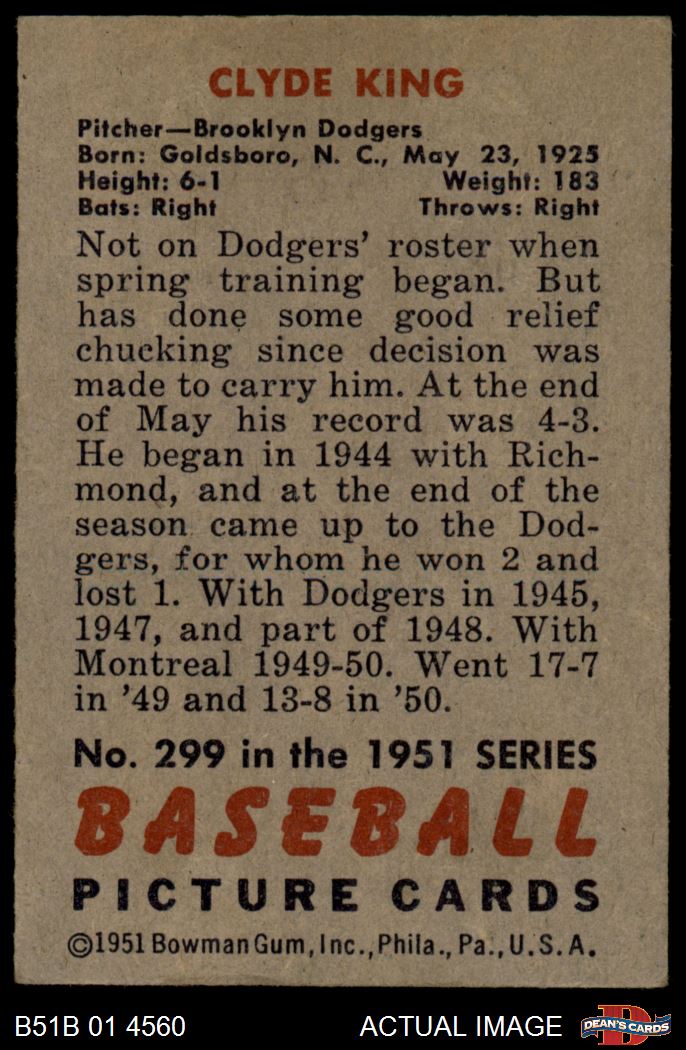 CLYDE KING
Pitcher—Brooklyn Dodgers
Born: Goldsboro, N. C., May 23, 1925
Height: 6-1 Weight: 183
Bats: Right Throws: Right
Not on Dodgers' roster when
spring training began. But
has done some good relief
chucking since decision was
made to carry him. At the end
of May his record was 4-3.
He began in 1944 with Rich-
mond, and at the end of the
season came up to the Dod-
gers, for whom he won 2 and
lost 1. With Dodgers in 1945,
1947, and part of 1948. With
Montreal 1949-50. Went 17-7
in '49 and 13-8 in '50.
No. 299 in the 1951 SERIES
BASEBALL
PICTURE CARDS
©1951 Bowman Gum, Inc., Phila., Pa., U.S.A.
B51B 01 4560 ACTUAL IMAGE D DEAN'S CARDS